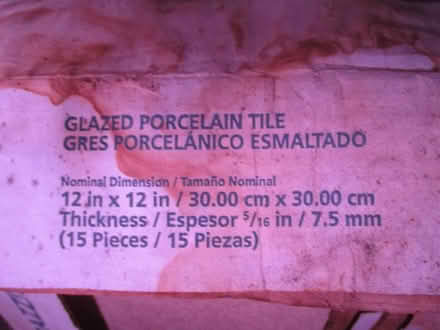 GLAZED PORCELAIN TILE
GRES PORCELÁNICO ESMALTADO
Nominal Dimension / Tamaño Nominal
12 in x 12 in / 30.00 cm x 30.00 cm
Thickness / Espesor 5/16 in / 7.5 mm
(15 Pieces / 15 Piezas)